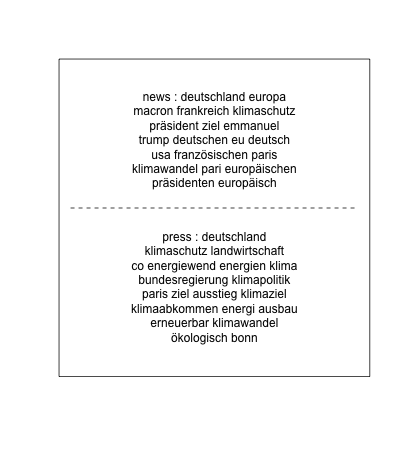 news : deutschland europa
macron frankreich klimaschutz
präsident ziel emmanuel
trump deutschen eu deutsch
usa französischen paris
klimawandel pari europäischen
präsidenten europäisch
press : deutschland
klimaschutz landwirtschaft
co energiewend energien klima
bundesregierung klimapolitik
paris ziel ausstieg klimaziel
klimaabkommen energi ausbau
erneuerbar klimawandel
ökologisch bonn